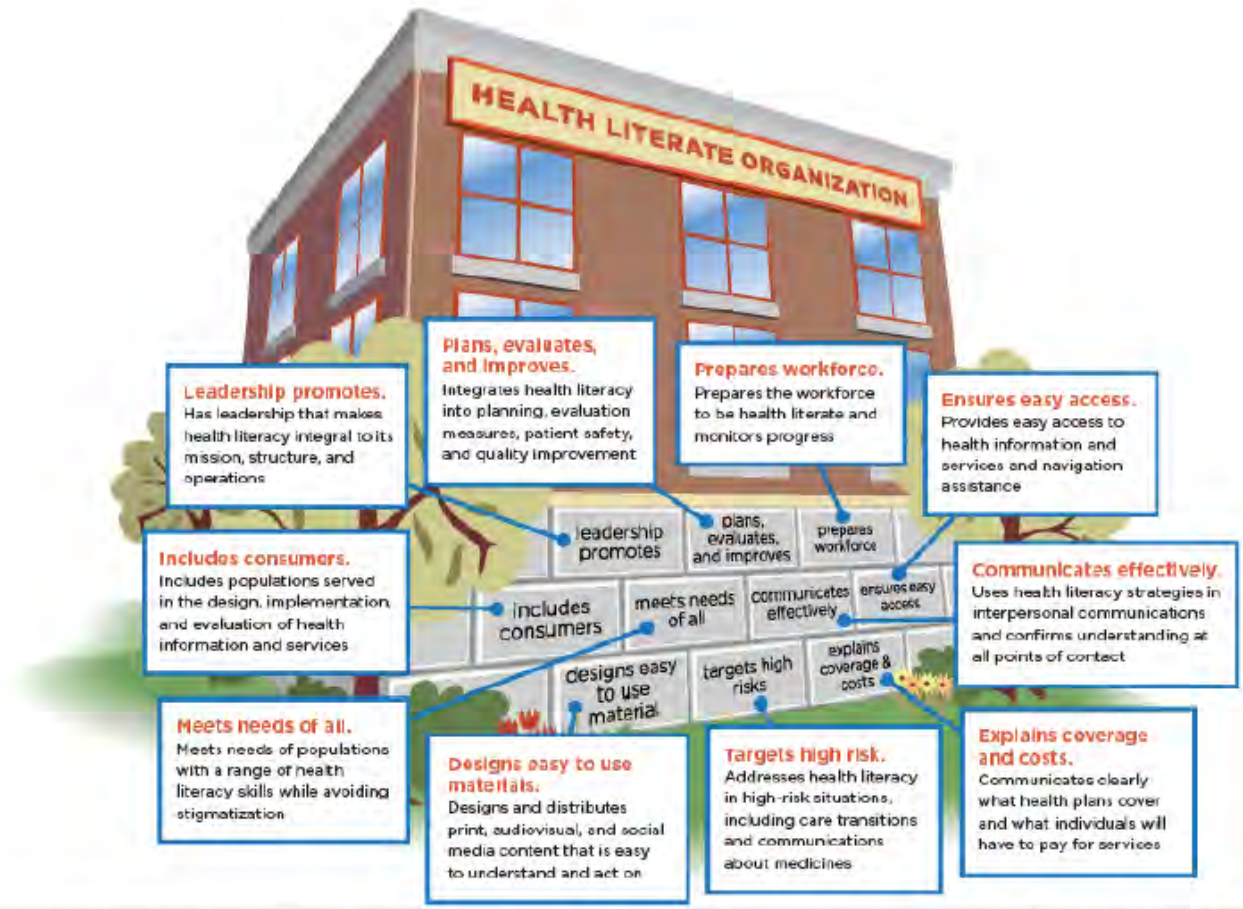 HEALTH LITERATE ORGANIZATION
Leadership promotes.
Has leadership that makes
health literacy integral to its
mission, structure, and
operations
Plans, evaluates,
and improves.
Integrates health literacy
into planning, evaluation
measures, patient safety,
and quality improvement
Prepares workforce.
Prepares the workforce
to be health literate and
monitors progress
Ensures easy access.
Provides easy access to
health information and
services and navigation
assistance
Includes consumers.
Includes populations served
in the design, implementation,
and evaluation of health
information and services
Communicates effectively.
Uses health literacy strategies in
interpersonal communications
and confirms understanding at
all points of contact
leadership
promotes
plans,
evaluates,
and improves
prepares
workforce
includes
consumers
meets needs
of all
communicates
effectively
ensures easy
access
designs easy
to use
material
targets high
risks
explains
coverage &
costs
Meets needs of all.
Meets needs of populations
with a range of health
literacy skills while avoiding
stigmatization
Designs easy to use
materials.
Designs and distributes
print, audiovisual, and social
media content that is easy
to understand and act on
Targets high risk.
Addresses health literacy
in high-risk situations,
including care transitions
and communications
about medicines
Explains coverage
and costs.
Communicates clearly
what health plans cover
and what individuals will
have to pay for services